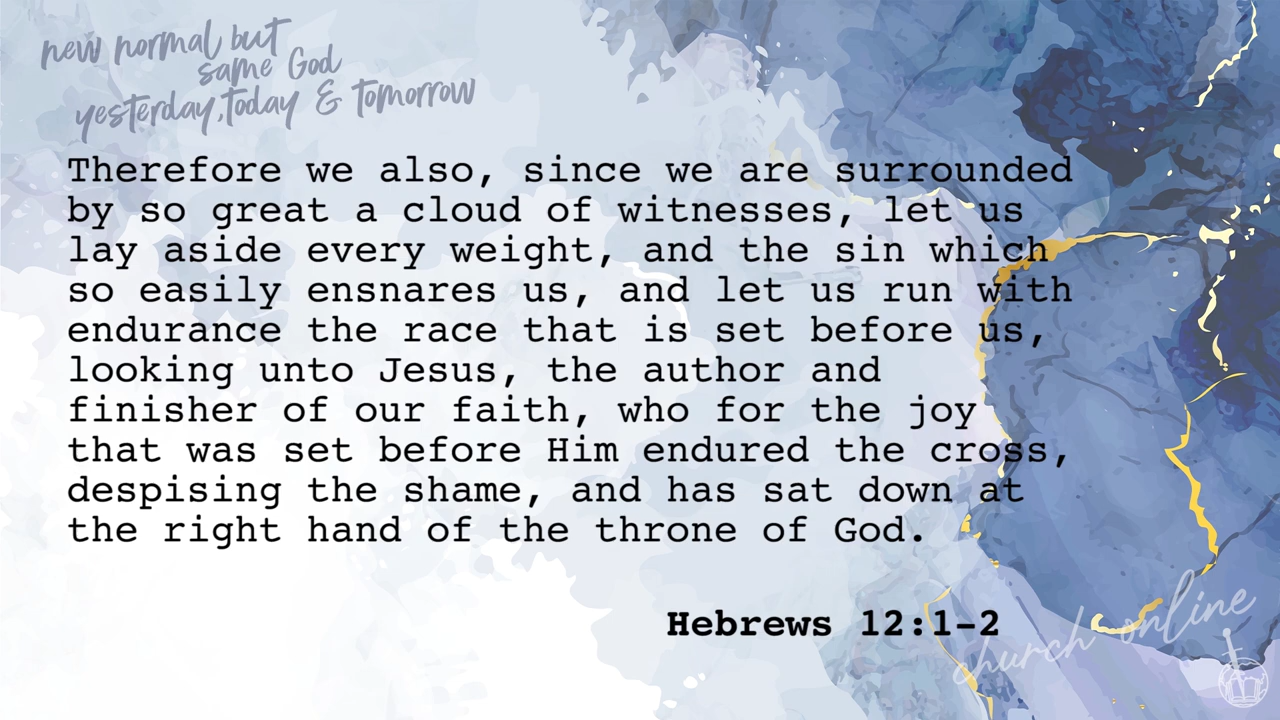 new normal but
same God
yesterday, today & tomorrow
Therefore we also, since we are surrounded
by so great a cloud of witnesses, let us
lay aside every weight, and the sin which
so easily ensnares us, and let us run with
endurance the race that is set before us,
looking unto Jesus, the author and
finisher of our faith, who for the joy
that was set before Him endured the cross,
despising the shame, and has sat down at
the right hand of the throne of God.
Hebrews 12:1-2
church online